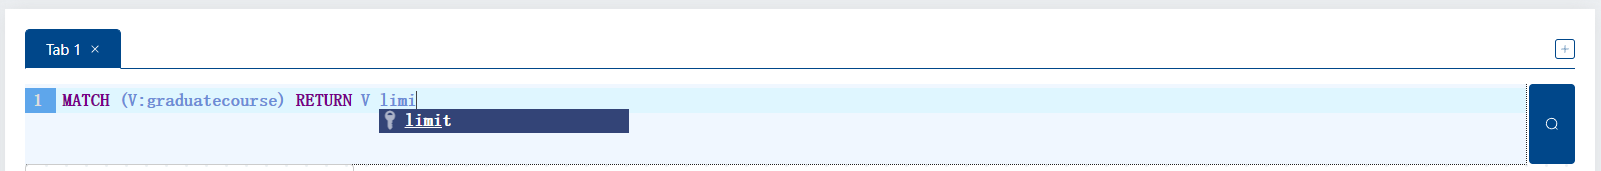 Tab 1
1 MATCH (V:graduatecourse) RETURN V limi
limit